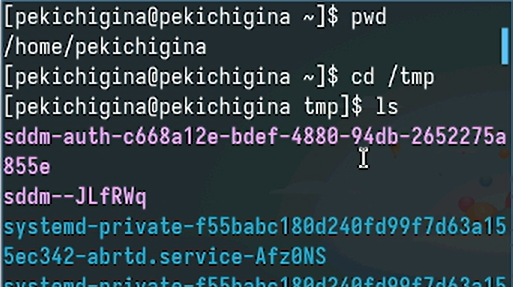 [pekichigina@pekichigina ~]$ pwd
/home/pekichigina
[pekichigina@pekichigina ~]$ cd /tmp
[pekichigina@pekichigina tmp]$ ls
sddm-auth-c668a12e-bdef-4880-94db-2652275a
855e
sddm--JLfRWq
systemd-private-f55babc180d240fd99f7d63a15
5ec342-abrtd.service-Afz0NS
systemd-private-f55babc180d240fd99f7d63a15